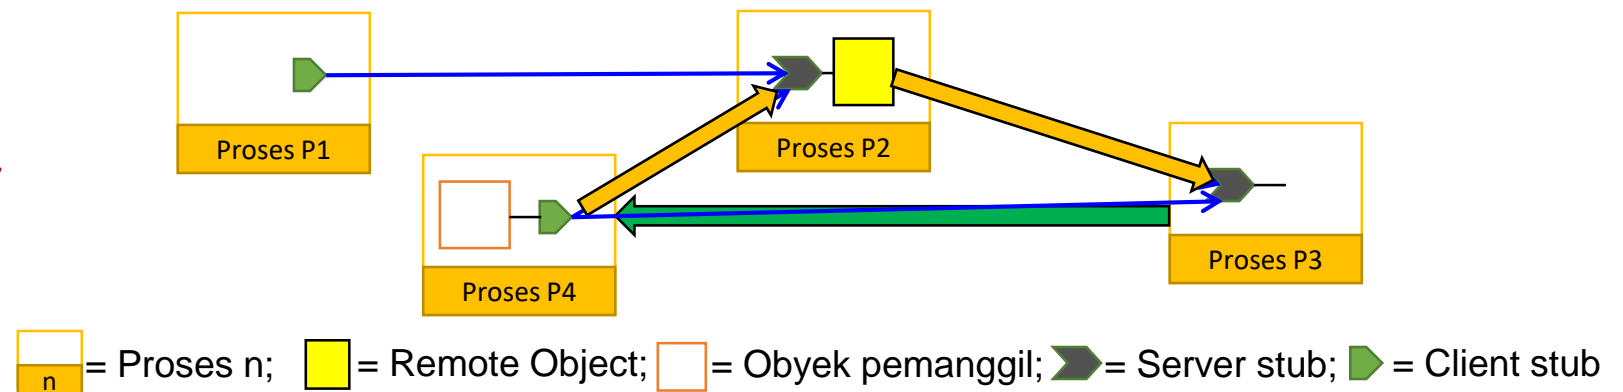 Proses P1
Proses P2
Proses P3
Proses P4
n = Proses n; = Remote Object; = Obyek pemanggil; = Server stub; = Client stub